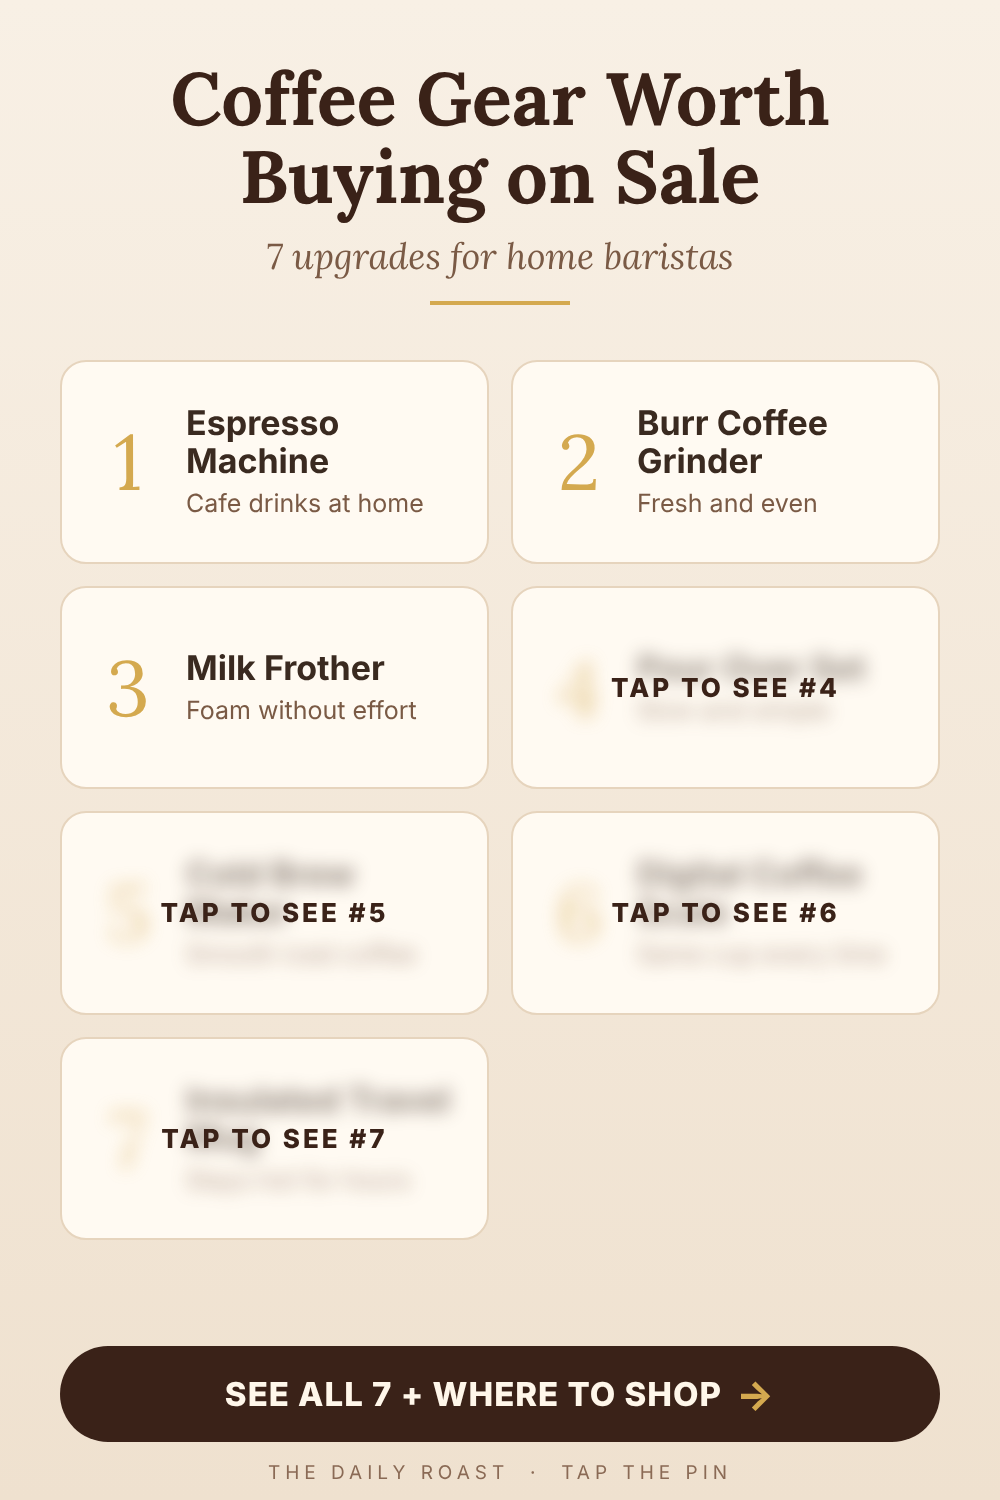 Coffee Gear Worth
Buying on Sale
7 upgrades for home baristas
1
Espresso
Machine
Cafe drinks at home
2
Burr Coffee
Grinder
Fresh and even
3
Milk Frother
Foam without effort
TAP TO SEE #4
TAP TO SEE #5
TAP TO SEE #6
TAP TO SEE #7
SEE ALL 7 + WHERE TO SHOP →
THE DAILY ROAST · TAP THE PIN